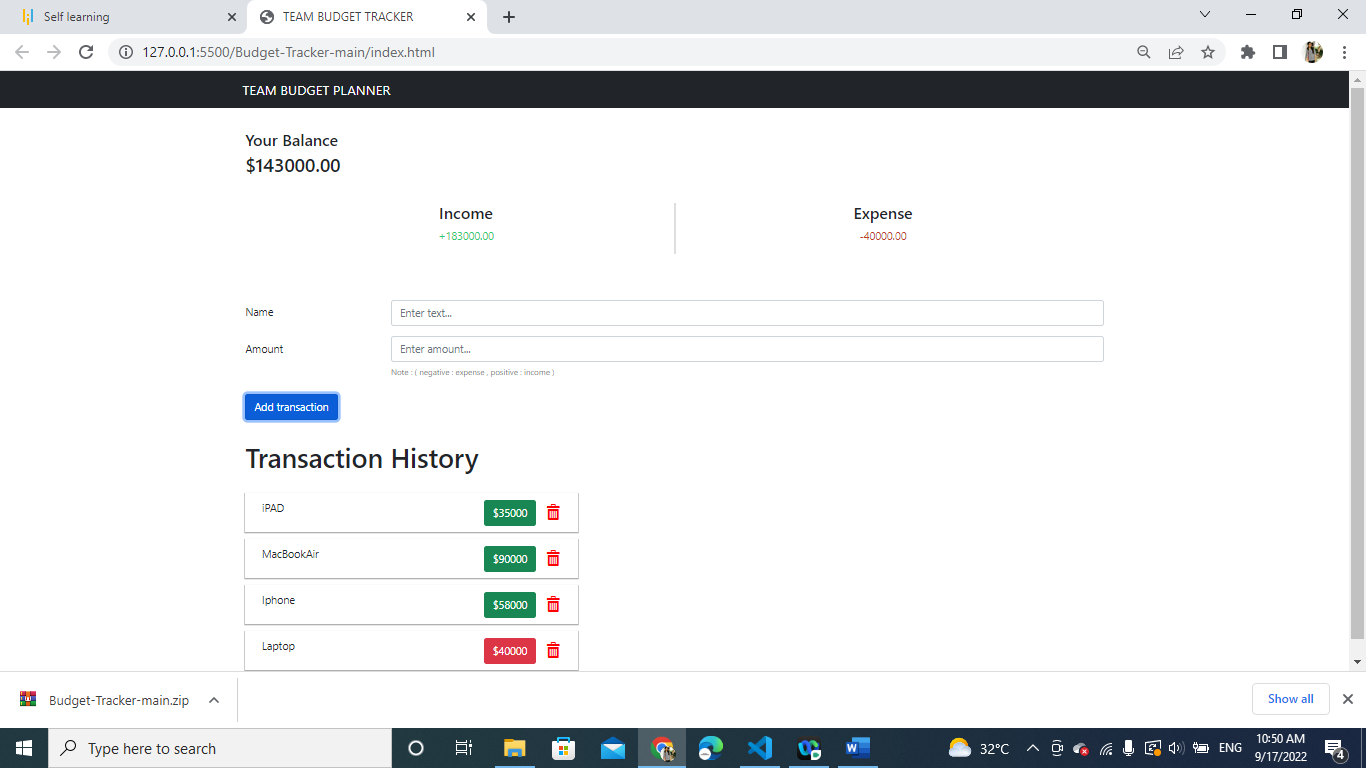 Self learning
TEAM BUDGET TRACKER
127.0.0.1:5500/Budget-Tracker-main/index.html
TEAM BUDGET PLANNER
Your Balance
$143000.00
Income
Expense
+183000.00
-40000.00
Name
Enter text...
Amount
Enter amount...
Note : ( negative : expense , positive : income )
Add transaction
Transaction History
iPAD
$35000
MacBookAir
$90000
Iphone
$58000
Laptop
$40000
Budget-Tracker-main.zip
Show all
Type here to search
32°C
ENG
10:50 AM
9/17/2022
4